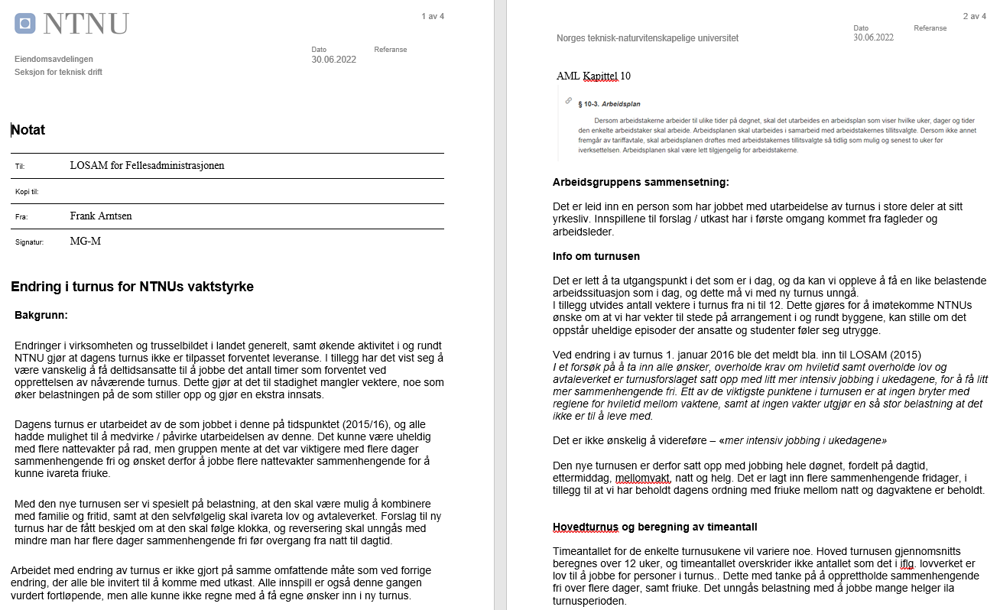 NTNU
1 av 4
Dato
Referanse
30.06.2022
Eiendomsavdelingen
Seksjon for teknisk drift
Notat
Til: LOSAM for Fellesadministrasjonen
Kopi til:
Fra: Frank Arntsen
Signatur: MG-M
Endring i turnus for NTNUs vaktstyrke
Bakgrunn:
Endringer i virksomheten og trusselbildet i landet generelt, samt økende aktivitet i og rundt
NTNU gjør at dagens turnus ikke er tilpasset forventet leveranse. I tillegg har det vist seg å
være vanskelig å få deltidsansatte til å jobbe det antall timer som forventet ved
opprettelsen av nåværende turnus. Dette gjør at det til stadighet mangler vektere, noe som
øker belastningen på de som stiller opp og gjør en ekstra innsats.
Dagens turnus er utarbeidet av de som jobbet i denne på tidspunktet (2015/16), og alle
hadde mulighet til å medvirke / påvirke utarbeidelsen av denne. Det kunne være uheldig
med flere nattevakter på rad, men gruppen mente at det var viktigere med flere dager
sammenhengende fri og ønsket derfor å jobbe flere nattevakter sammenhengende for å
kunne ivareta friuke.
Med den nye turnusen ser vi spesielt på belastning, at den skal være mulig å kombinere
med familie og fritid, samt at den selvfølgelig skal ivareta lov og avtaleverket. Forslag til ny
turnus har de fått beskjed om at den skal følge klokka, og reversering skal unngås med
mindre man har flere dager sammenhengende fri før overgang fra natt til dagtid.
Arbeidet med endring av turnus er ikke gjort på samme omfattende måte som ved forrige
endring, der alle ble invitert til å komme med utkast. Alle innspill er også denne gangen
vurdert fortløpende, men alle kunne ikke regne med å få egne ønsker inn i ny turnus.
2 av 4
Dato
Referanse
Norges teknisk-naturvitenskapelige universitet
30.06.2022
AML Kapittel 10
§ 10-3. Arbeidsplan
Dersom arbeidstakerne arbeider til ulike tider på døgnet, skal det utarbeides en arbeidsplan som viser hvilke uker, dager og tider
den enkelte arbeidstaker skal arbeide. Arbeidsplanen skal utarbeides i samarbeid med arbeidstakernes tillitsvalgte. Dersom ikke annet
fremgår av tariffavtale, skal arbeidsplanen drøftes med arbeidstakernes tillitsvalgte så tidlig som mulig og senest to uker før
iverksettelsen. Arbeidsplanen skal være lett tilgjengelig for arbeidstakerne.
Arbeidsgruppens sammensetning:
Det er leid inn en person som har jobbet med utarbeidelse av turnus i store deler at sitt
yrkesliv. Innspillene til forslag / utkast har i første omgang kommet fra fagleder og
arbeidsleder.
Info om turnusen
Det er lett å ta utgangspunkt i det som er i dag, og da kan vi oppleve å få en like belastende
arbeidssituasjon som i dag, og dette må vi med ny turnus unngå.
I tillegg utvides antall vektere i turnus fra ni til 12. Dette gjøres for å imøtekomme NTNUs
ønske om at vi har vekter til stede på arrangement i og rundt byggene, kan stille om det
oppstår uheldige episoder der ansatte og studenter føler seg utrygge.
Ved endring i av turnus 1. januar 2016 ble det meldt bla. inn til LOSAM (2015)
I et forsøk på å ta inn alle ønsker, overholde krav om hviletid samt overholde lov og
avtaleverket er turnusforslaget satt opp med litt mer intensiv jobbing i ukedagene, for å få litt
mer sammenhengende fri. Ett av de viktigste punktene i turnusen er at ingen bryter med
reglene for hviletid mellom vaktene, samt at ingen vakter utgjør en så stor belastning at det
ikke er til å leve med.
Det er ikke ønskelig å videreføre – «mer intensiv jobbing i ukedagene»
Den nye turnusen er derfor satt opp med jobbing hele døgnet, fordelt på dagtid,
ettermiddag, mellomvakt, natt og helg. Det er lagt inn flere sammenhengende fridager, i
tillegg til at vi har beholdt dagens ordning med friuke mellom natt og dagvaktene er beholdt.
Hovedturnus og beregning av timeantall
Timeantallet for de enkelte turnusukene vil variere noe. Hoved turnusen gjennomsnitts
beregnes over 12 uker, og timeantallet overskrider ikke antallet som det i iflg. lovverket er
lov til å jobbe for personer i turnus.. Dette med tanke på å opprettholde sammenhengende
fri over flere dager, samt friuke. Det unngås belastning med å jobbe mange helger ila
turnusperioden.